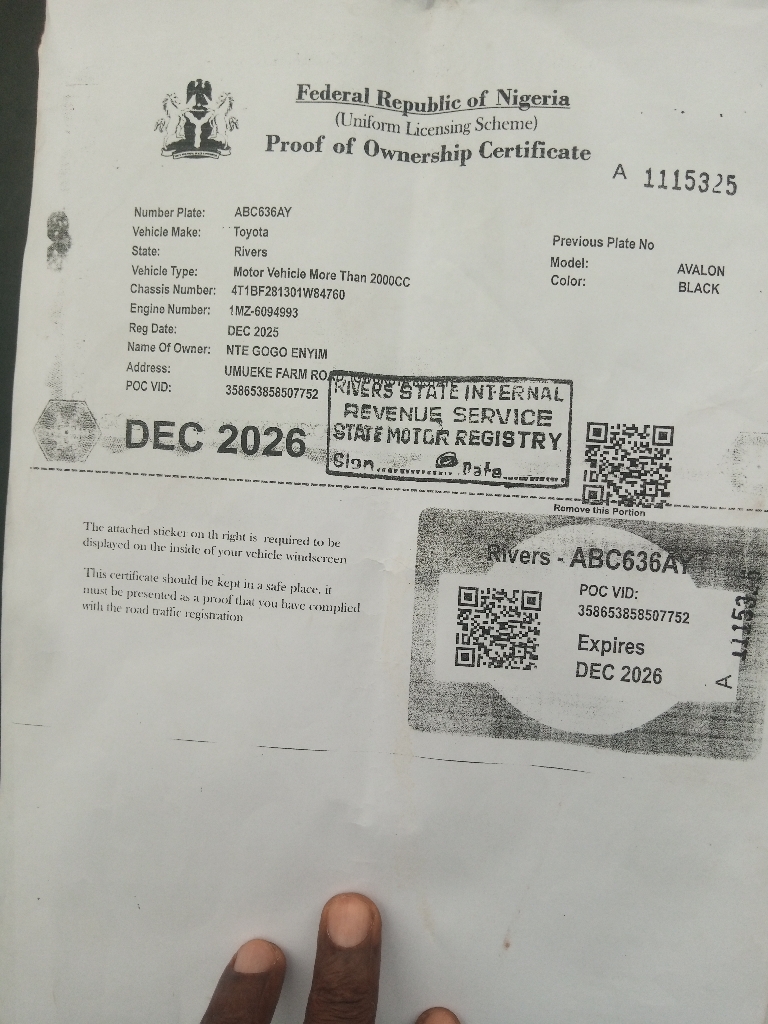 Federal Republic of Nigeria
(Uniform Licensing Scheme)
Proof of Ownership Certificate
A 1115325
Number Plate: ABC636AY
Vehicle Make: Toyota
State: Rivers
Vehicle Type: Motor Vehicle More Than 2000CC
Chassis Number: 4T1BF281301W84760
Engine Number: 1MZ-6094993
Reg Date: DEC 2025
Name Of Owner: NTE GOGO ENYIM
Address: UMUEKE FARM ROAD
POC VID: 358653858507752
Previous Plate No
Model: AVALON
Color: BLACK
RIVERS STATE INTERNAL
REVENUE SERVICE
STATE MOTOR REGISTRY
Sign............... Date...............
DEC 2026
Remove this Portion
The attached sticker on th right is required to be
displayed on the inside of your vehicle windscreen
This certificate should be kept in a safe place. it
must be presented as a proof that you have complied
with the road traffic registration
Rivers - ABC636AY
POC VID:
358653858507752
Expires
DEC 2026
A